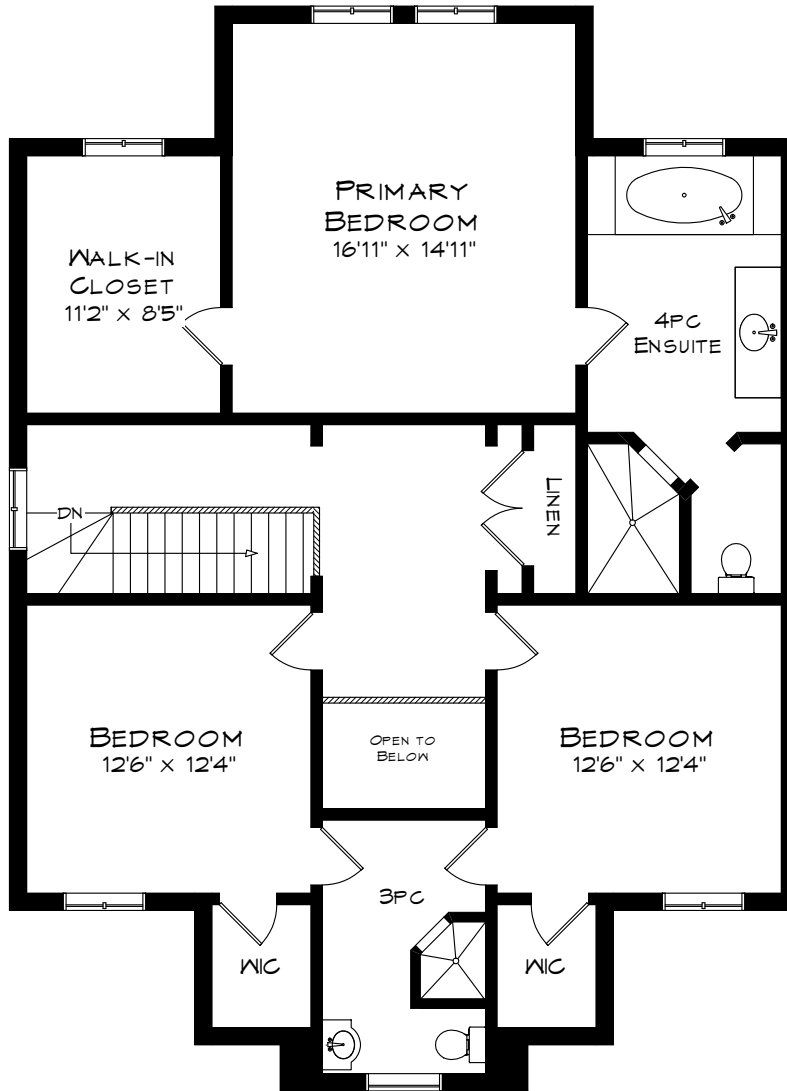 PRIMARY
BEDROOM
16'11" x 14'11"
WALK-IN
CLOSET
11'2" x 8'5"
4PC
ENSUITE
LINEN
DN
BEDROOM
12'6" x 12'4"
OPEN TO
BELOW
BEDROOM
12'6" x 12'4"
3PC
WIC
WIC